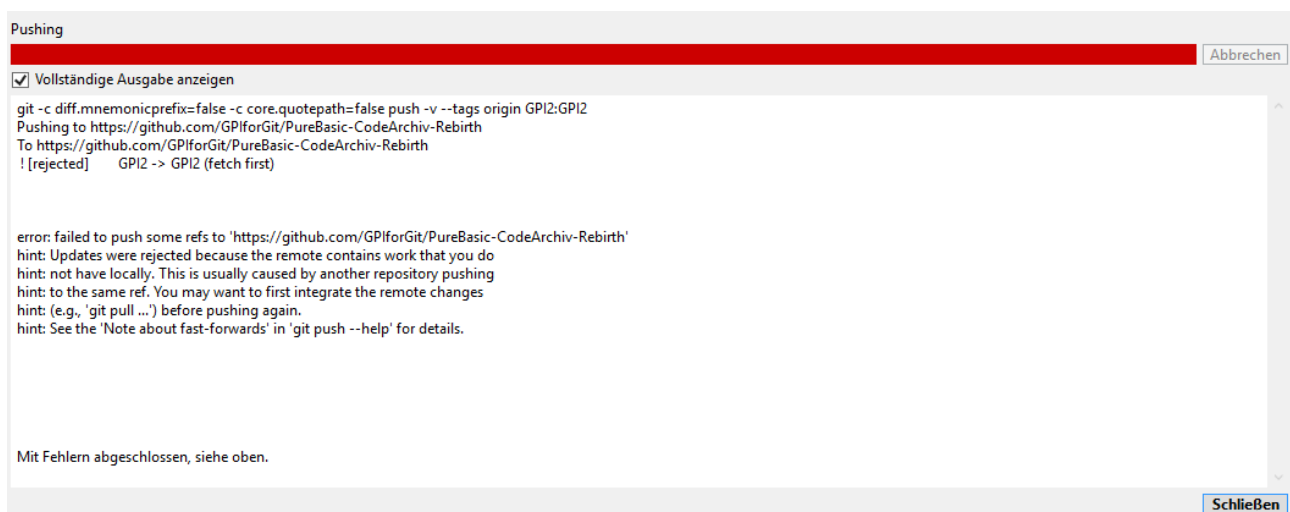 Pushing
Abbrechen
Vollständige Ausgabe anzeigen
git -c diff.mnemonicprefix=false -c core.quotepath=false push -v --tags origin GPI2:GPI2
Pushing to https://github.com/GPIforGit/PureBasic-CodeArchiv-Rebirth
To https://github.com/GPIforGit/PureBasic-CodeArchiv-Rebirth
! [rejected] GPI2 -> GPI2 (fetch first)
error: failed to push some refs to 'https://github.com/GPIforGit/PureBasic-CodeArchiv-Rebirth'
hint: Updates were rejected because the remote contains work that you do
hint: not have locally. This is usually caused by another repository pushing
hint: to the same ref. You may want to first integrate the remote changes
hint: (e.g., 'git pull ...') before pushing again.
hint: See the 'Note about fast-forwards' in 'git push --help' for details.
Mit Fehlern abgeschlossen, siehe oben.
Schließen